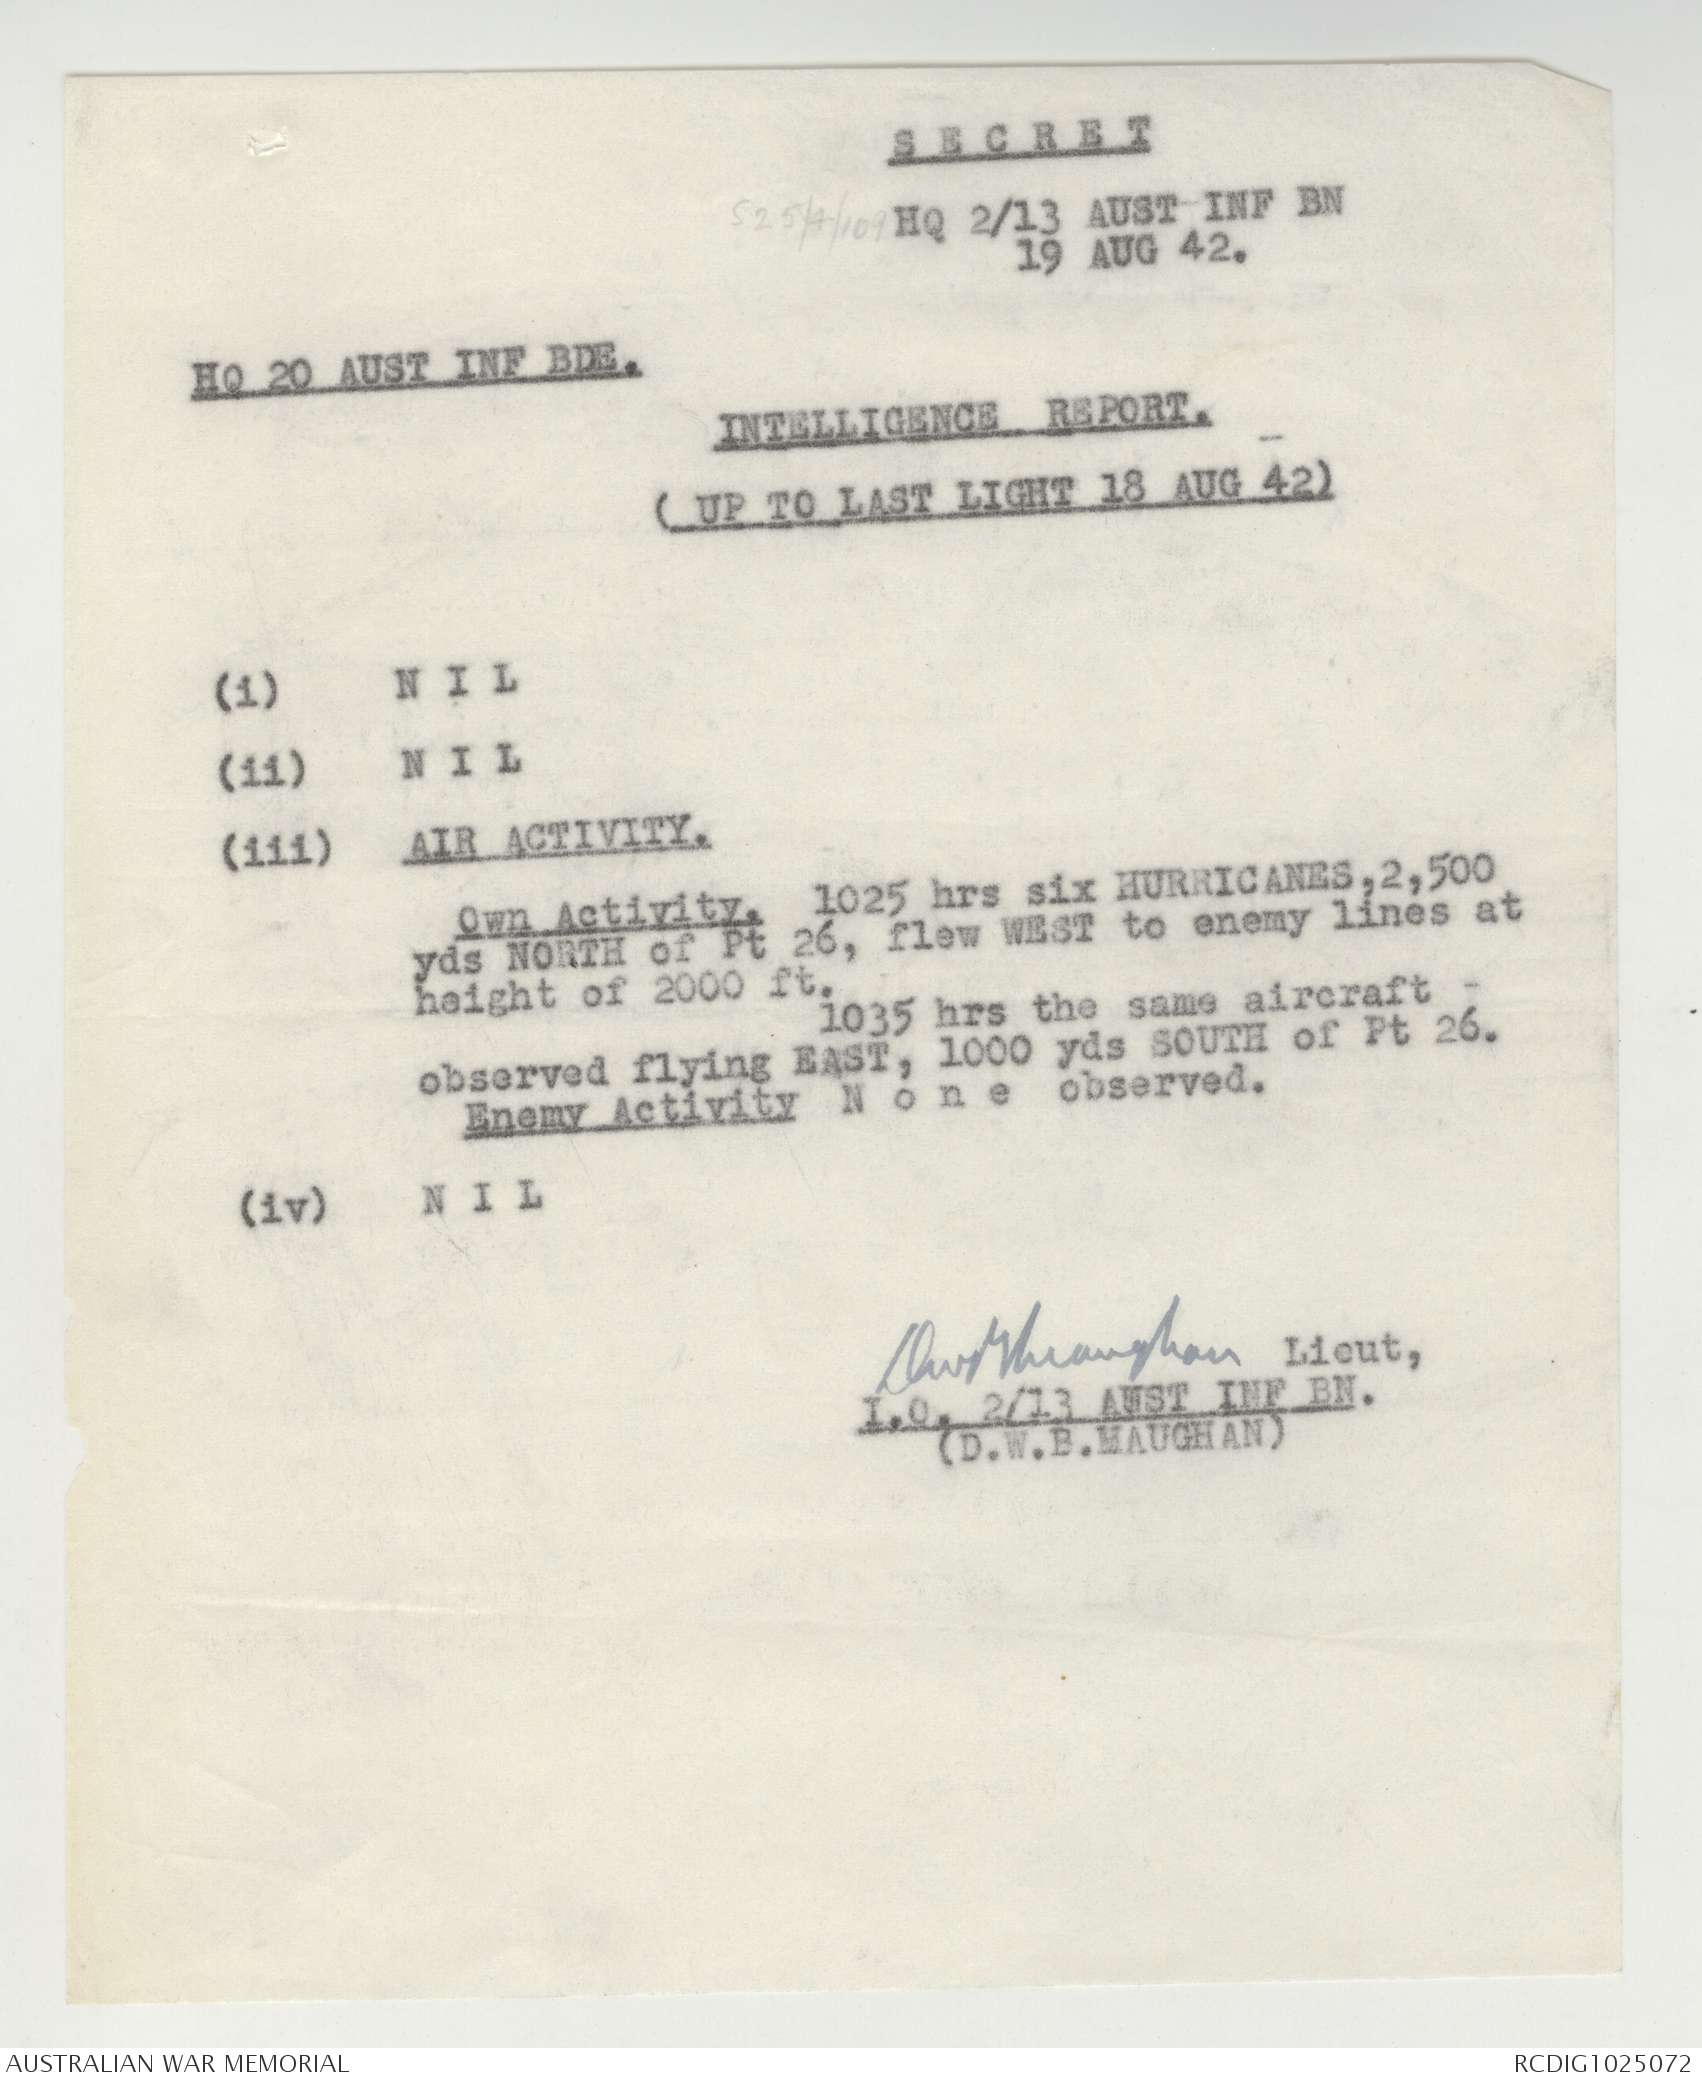 S E C R E T
525/4/109 HQ 2/13 AUST INF BN
19 AUG 42.
HQ 20 AUST INF BDE.
INTELLIGENCE REPORT.
( UP TO LAST LIGHT 18 AUG 42)
(i) N I L
(ii) N I L
(iii) AIR ACTIVITY.
Own Activity. 1025 hrs six HURRICANES,2,500
yds NORTH of Pt 26, flew WEST to enemy lines at
height of 2000 ft.
1035 hrs the same aircraft -
observed flying EAST, 1000 yds SOUTH of Pt 26.
Enemy Activity N o n e observed.
(iv) N I L
DWBMaughan Lieut,
I.O. 2/13 AUST INF BN.
(D.W.B.MAUGHAN)
AUSTRALIAN WAR MEMORIAL
RCDIG1025072